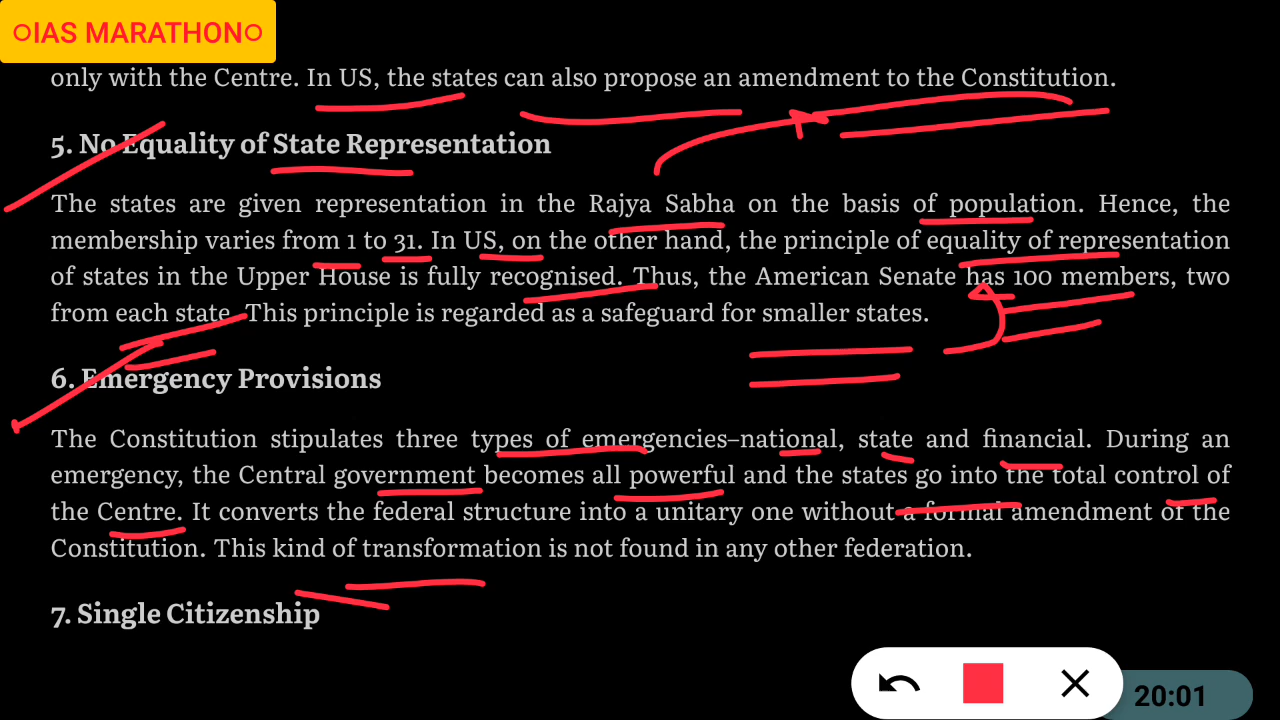 ○IAS MARATHON○
only with the Centre. In US, the states can also propose an amendment to the Constitution.
5. No Equality of State Representation
The states are given representation in the Rajya Sabha on the basis of population. Hence, the
membership varies from 1 to 31. In US, on the other hand, the principle of equality of representation
of states in the Upper House is fully recognised. Thus, the American Senate has 100 members, two
from each state. This principle is regarded as a safeguard for smaller states.
6. Emergency Provisions
The Constitution stipulates three types of emergencies–national, state and financial. During an
emergency, the Central government becomes all powerful and the states go into the total control of
the Centre. It converts the federal structure into a unitary one without a formal amendment of the
Constitution. This kind of transformation is not found in any other federation.
7. Single Citizenship
20:01